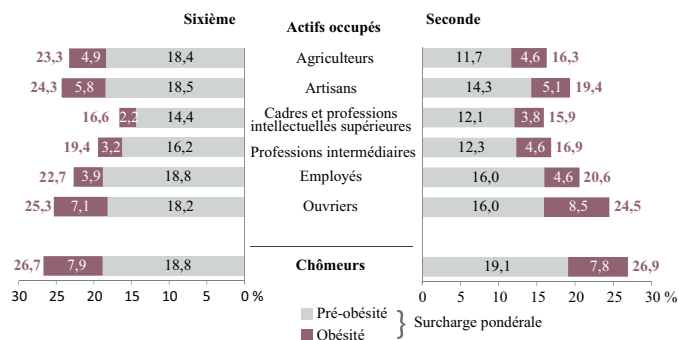 Sixième Actifs occupés Seconde
23,3 4,9 18,4 Agriculteurs 11,7 4,6 16,3
24,3 5,8 18,5 Artisans 14,3 5,1 19,4
16,6 2,2 14,4 Cadres et professions intellectuelles supérieures 12,1 3,8 15,9
19,4 3,2 16,2 Professions intermédiaires 12,3 4,6 16,9
22,7 3,9 18,8 Employés 16,0 4,6 20,6
25,3 7,1 18,2 Ouvriers 16,0 8,5 24,5
26,7 7,9 18,8 Chômeurs 19,1 7,8 26,9
30 25 20 15 10 5 0 % 0 5 10 15 20 25 30 %
Pré-obésité
Obésité
} Surcharge pondérale